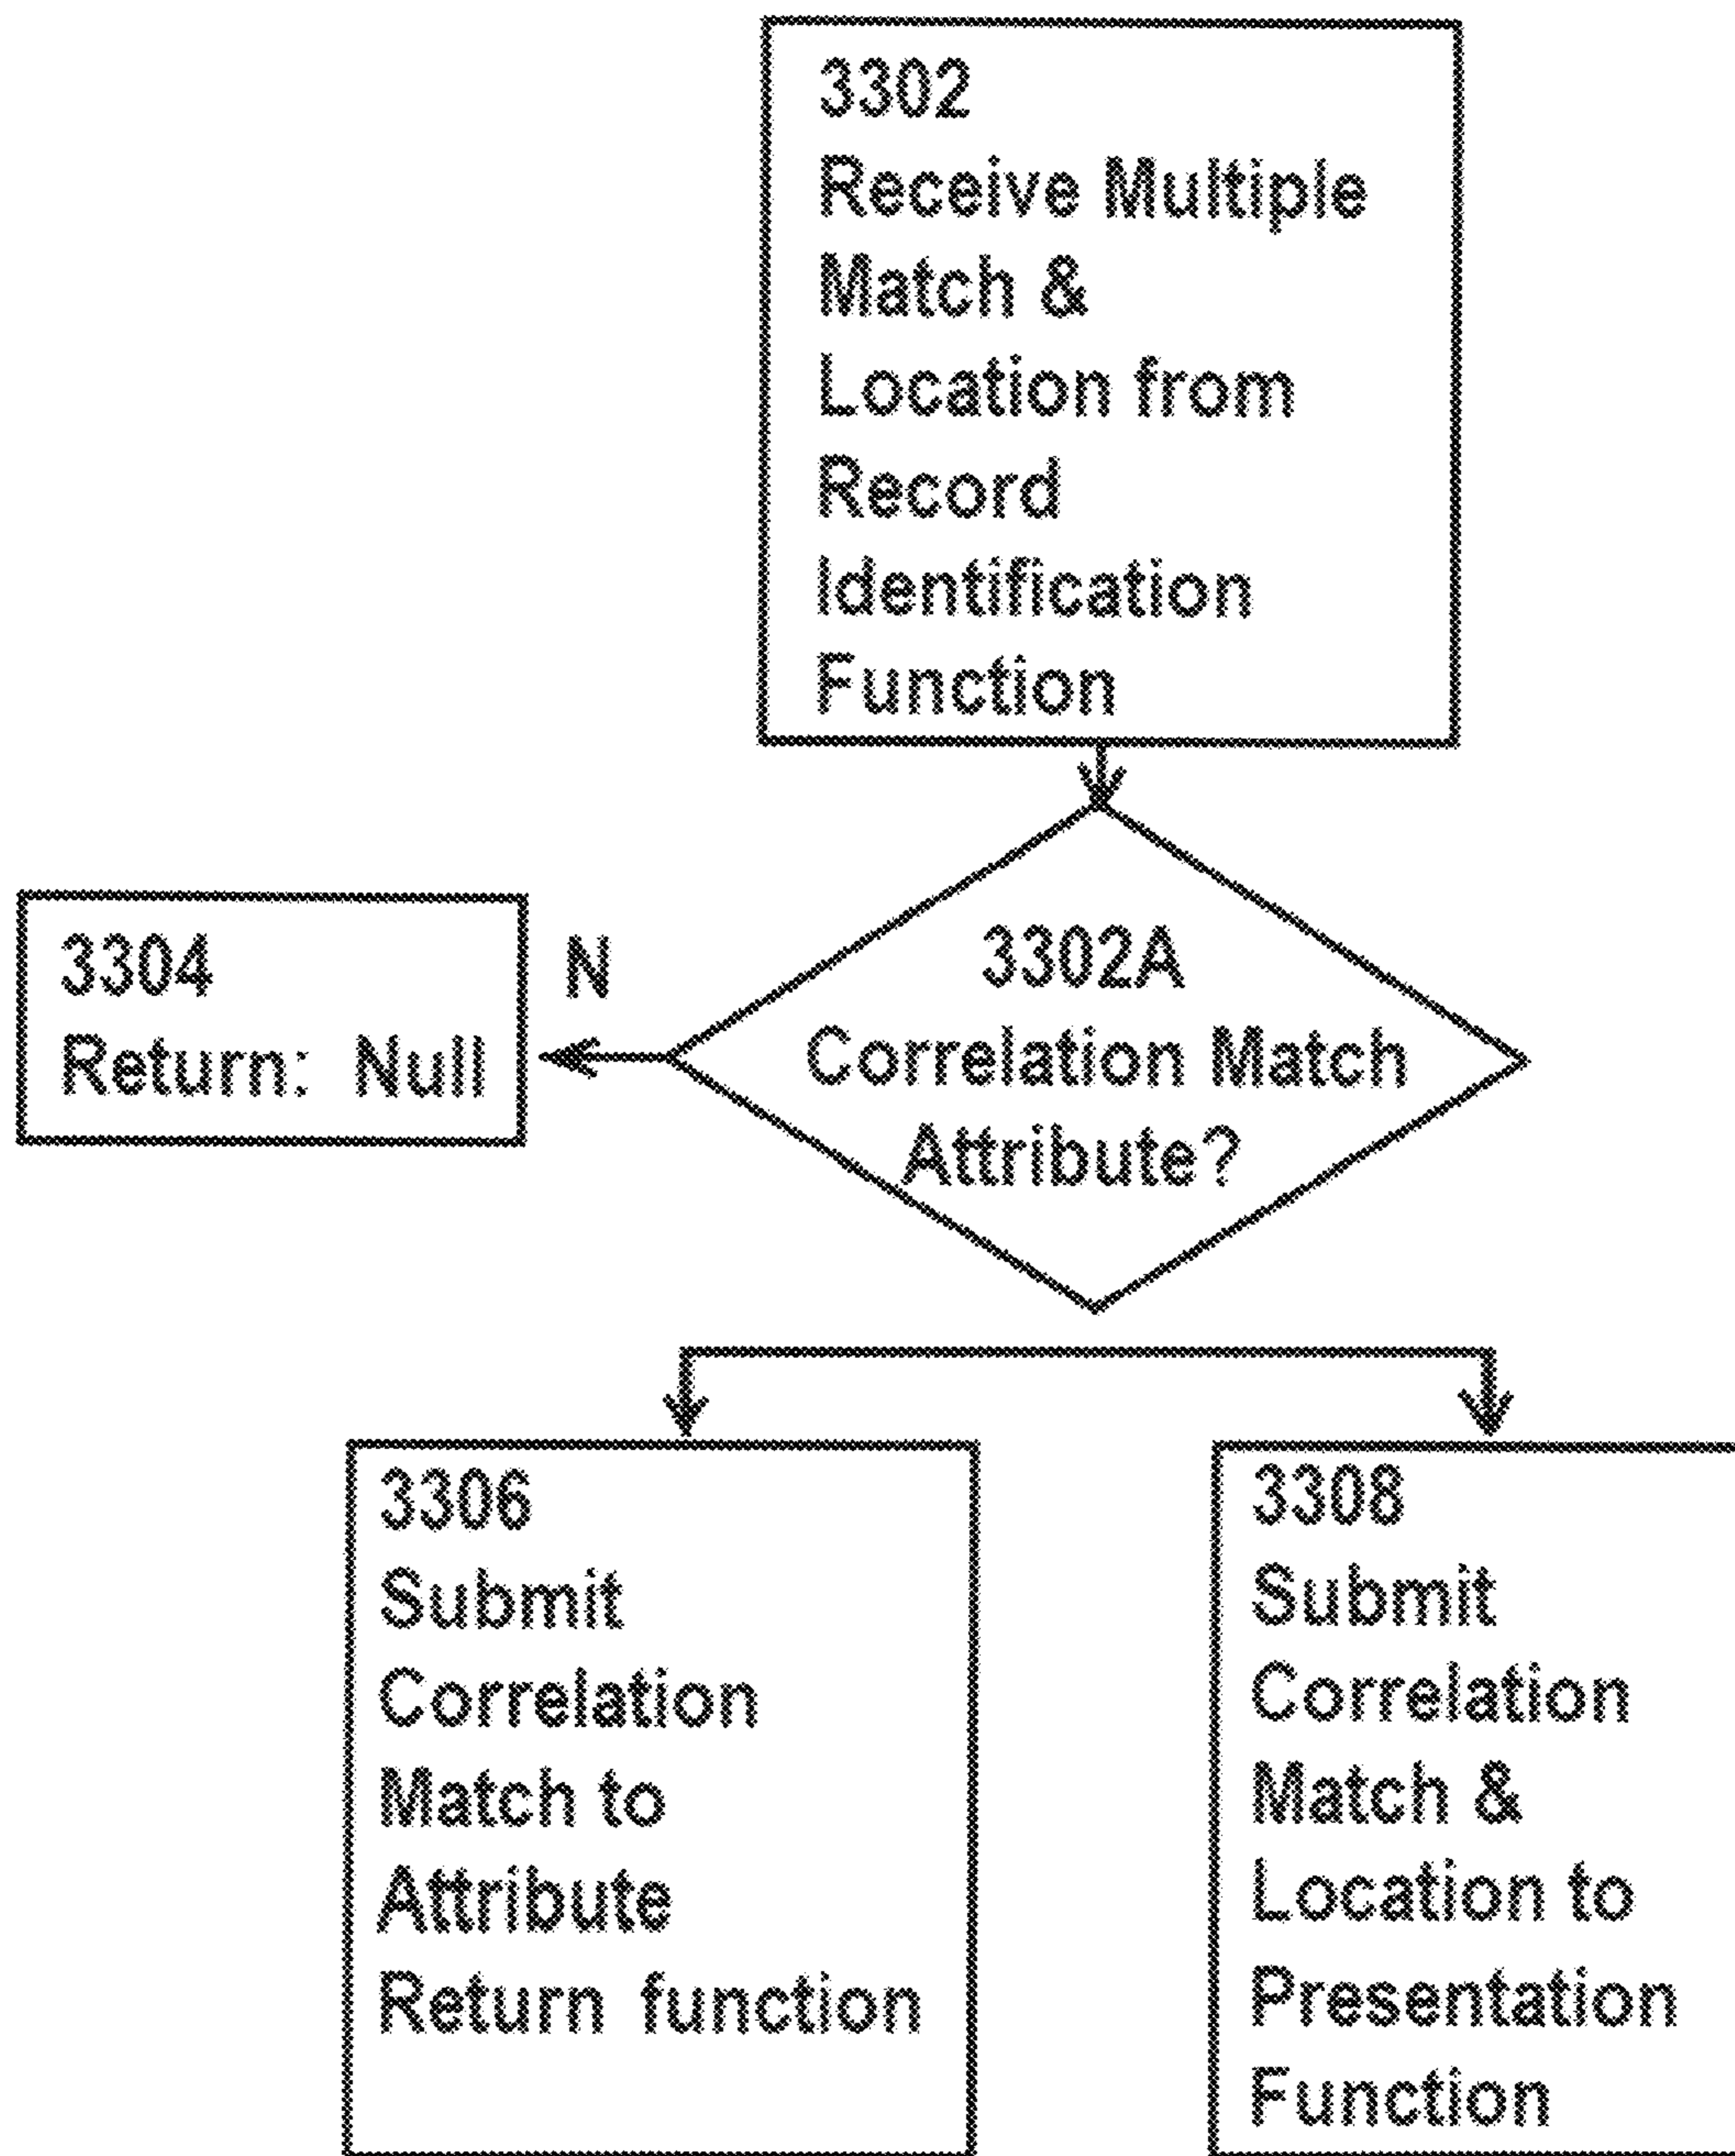 3302
Receive Multiple
Match &
Location from
Record
Identification
Function
3304
Return: Null
N
3302A
Correlation Match
Attribute?
3306
Submit
Correlation
Match to
Attribute
Return function
3308
Submit
Correlation
Match &
Location to
Presentation
Function